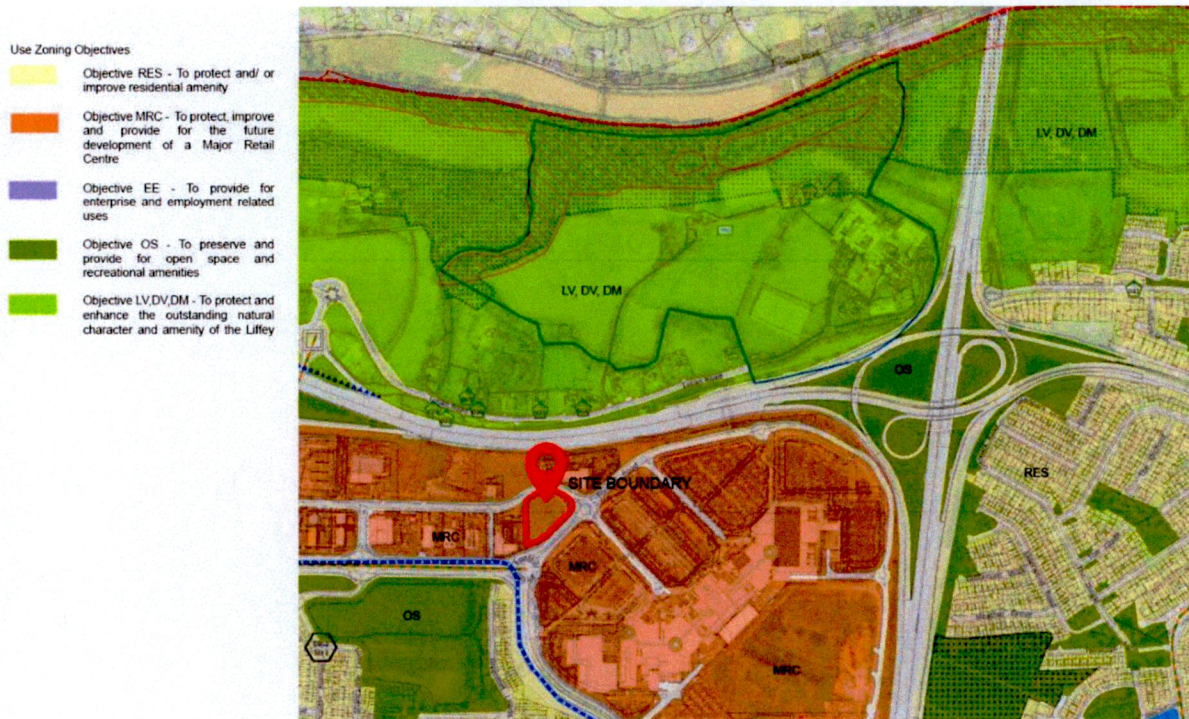 Use Zoning Objectives
Objective RES - To protect and/ or
improve residential amenity
Objective MRC - To protect, improve
and provide for the future
development of a Major Retail
Centre
Objective EE - To provide for
enterprise and employment related
uses
Objective OS - To preserve and
provide for open space and
recreational amenities
Objective LV,DV,DM - To protect and
enhance the outstanding natural
character and amenity of the Liffey
LV, DV, DM
LV, DV, DM
OS
SITE BOUNDARY
RES
MRC
MRC
OS
MRC